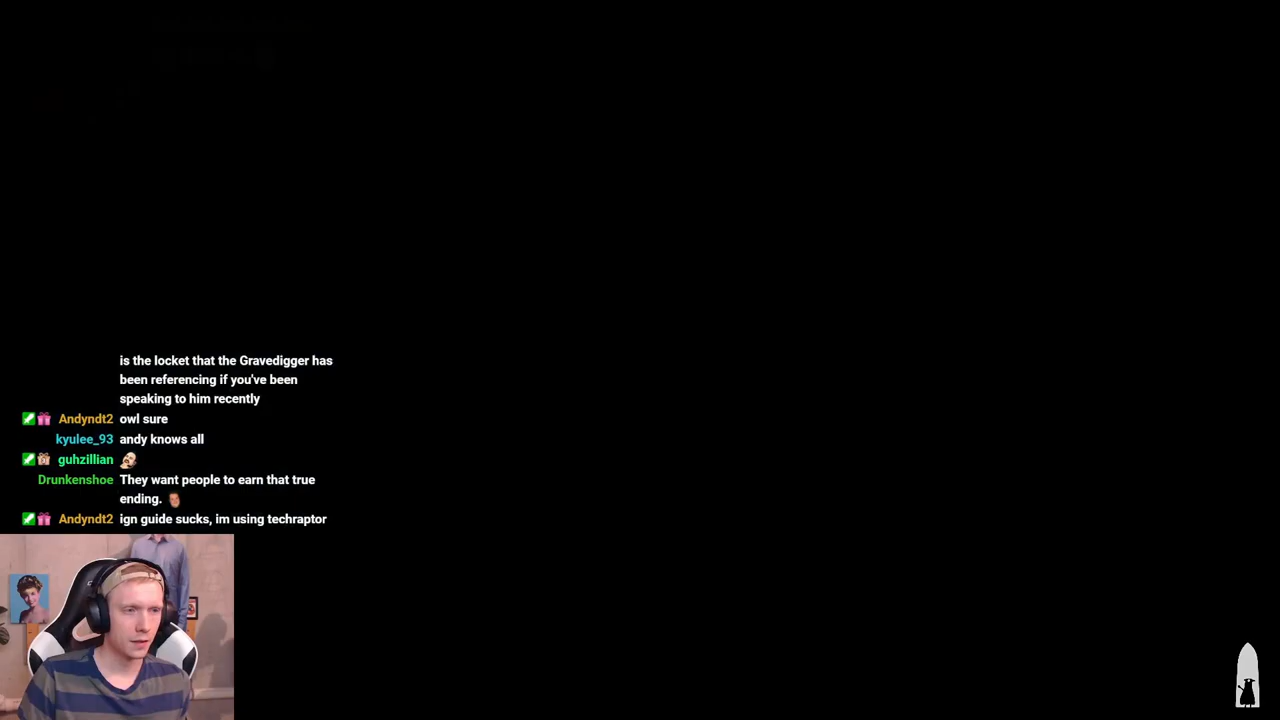 is the locket that the Gravedigger has
been referencing if you've been
speaking to him recently
Andyndt2 owl sure
kyulee_93 andy knows all
guhzillian
Drunkenshoe They want people to earn that true
ending.
Andyndt2 ign guide sucks, im using techraptor